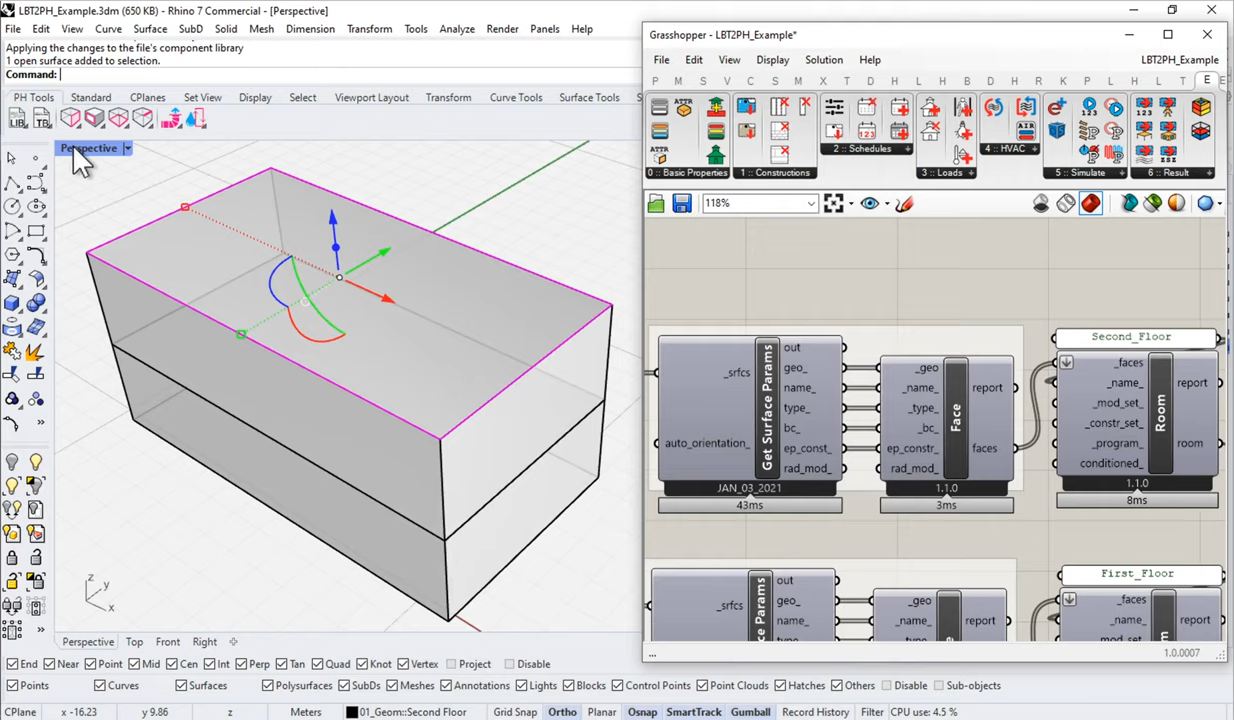 LBT2PH_Example.3dm (650 KB) - Rhino 7 Commercial - [Perspective]
File Edit View Curve Surface SubD Solid Mesh Dimension Transform Tools Analyze Render Panels Help
Applying the changes to the file's component library
1 open surface added to selection.
Command:
PH Tools Standard CPlanes Set View Display Select Viewport Layout Transform Curve Tools Surface Tools
LIB TB
Perspective
z
y
x
Perspective Top Front Right
End Near Point Mid Cen Int Perp Tan Quad Knot Vertex Project Disable
Points Curves Surfaces Polysurfaces SubDs Meshes Annotations Lights Blocks Control Points Point Clouds Hatches Others Disable Sub-objects
CPlane x -16.23 y 9.86 z Meters 01_Geom::Second Floor Grid Snap Ortho Planar Osnap SmartTrack Gumball Record History Filter CPU use: 4.5 %
Grasshopper - LBT2PH_Example*
File Edit View Display Solution Help LBT2PH_Example
P M S V C S M I T D W H L L H K P L H L T E
ATTR
ATTR
AIR
0 :: Basic Properties 1 :: Constructions 2 :: Schedules 3 :: Loads 4 :: HVAC 5 :: Simulate 6 :: Result
118%
_srfcs
auto_orientation_
Get Surface Params
out
geo_
name_
type_
bc_
ep_constr_
rad_mod_
JAN_03_2021
43ms
_geo
_name_
_type_
_bc_
ep_constr_
rad_mod_
Face
report
faces
1.1.0
3ms
Second_Floor
_faces
_name_
_mod_set_
_constr_set_
_program_
conditioned_
Room
report
room
1.1.0
8ms
_srfcs
out
geo_
name_
_geo
_name_
First_Floor
_faces
_name_
report
1.0.0007